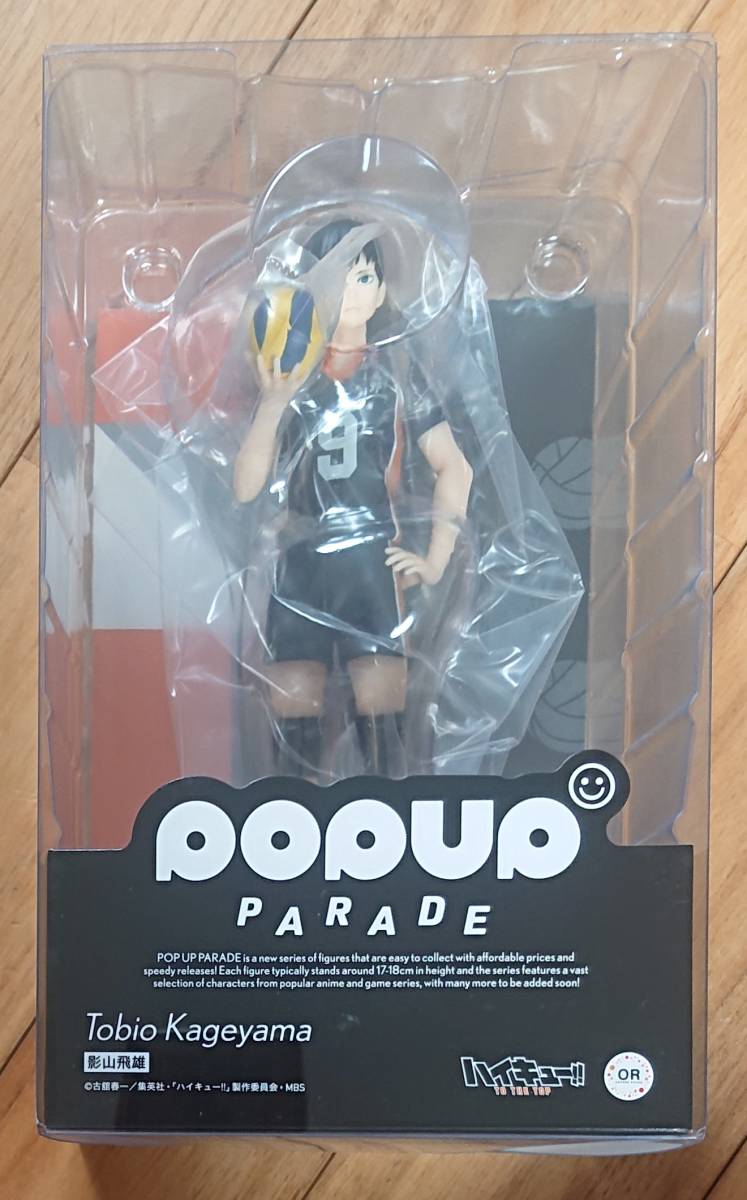 9
POPUP
PARADE
POP UP PARADE is a new series of figures that are easy to collect with affordable prices and
speedy releases! Each figure typically stands around 17-18cm in height and the series features a vast
selection of characters from popular anime and game series, with many more to be added soon!
Tobio Kageyama
影山飛雄
©古舘春一／集英社・「ハイキュー!!」製作委員会・MBS
ハイキュー!!
TO THE TOP
OR